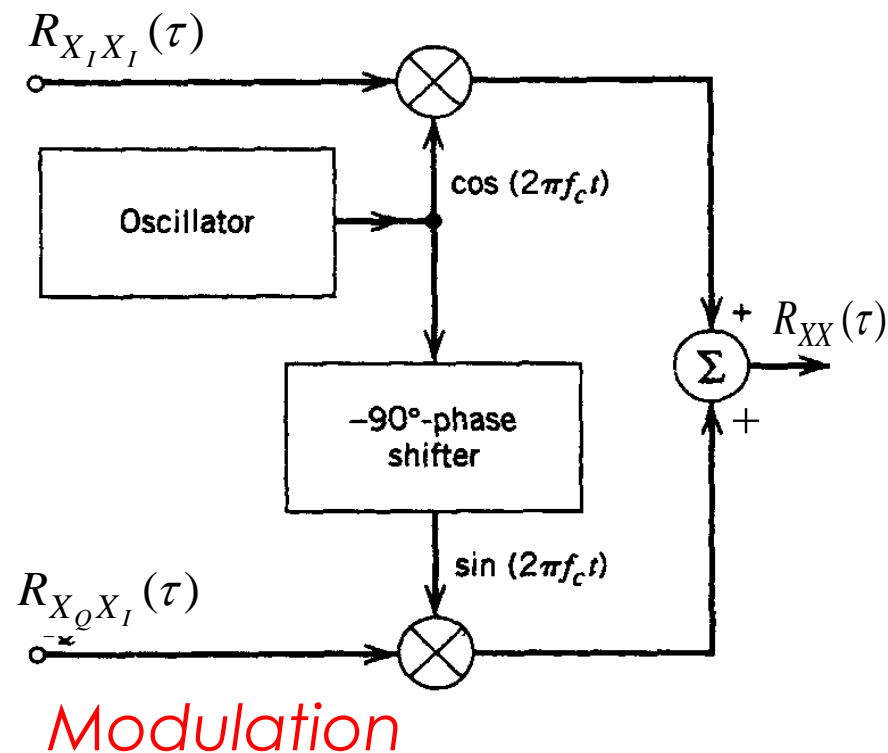 R_{X_I X_I}(τ)
cos (2πf_c t)
Oscillator
+
R_{XX}(τ)
Σ
−90°-phase
shifter
+
sin (2πf_c t)
R_{X_Q X_I}(τ)
Modulation